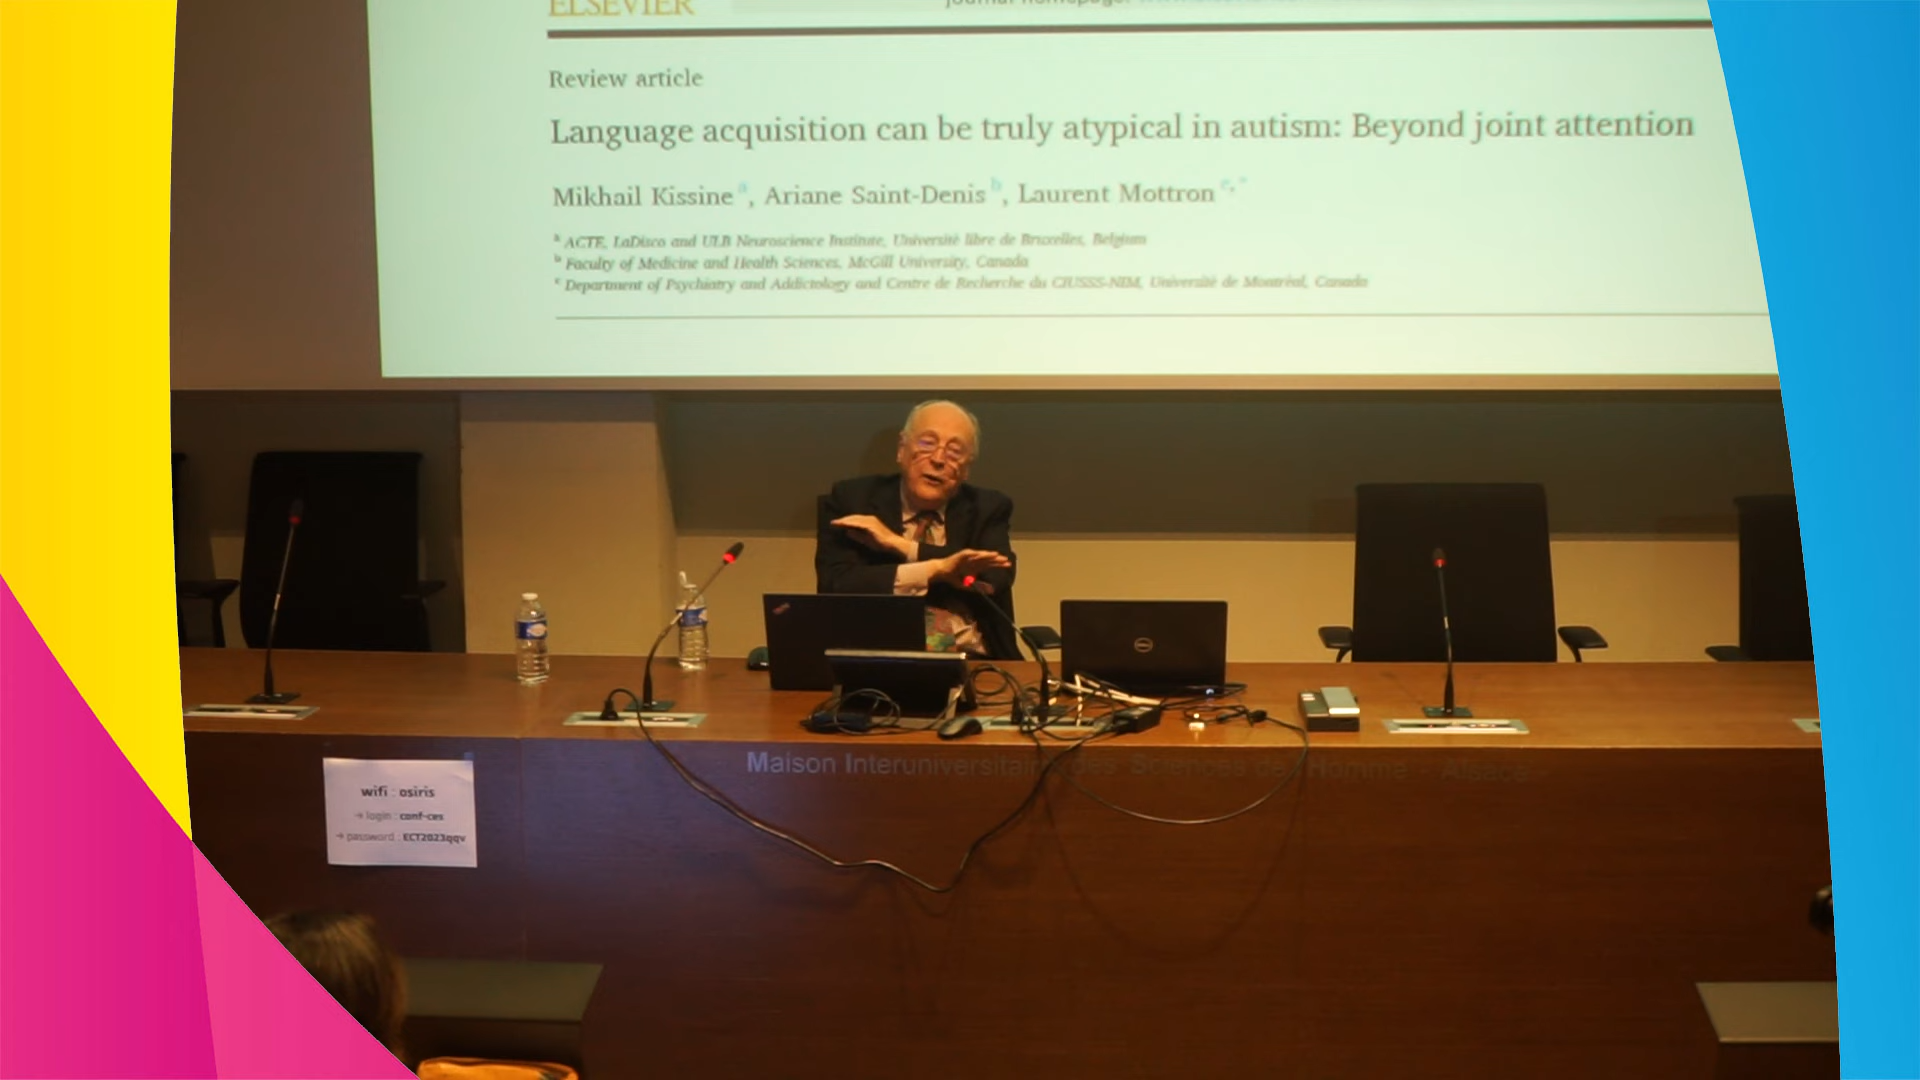 ELSEVIER
journal homepage:
Review article
Language acquisition can be truly atypical in autism: Beyond joint attention
Mikhail Kissine a, Ariane Saint-Denis b, Laurent Mottron c, *
a ACTE, LaDisco and ULB Neuroscience Institute, Université libre de Bruxelles, Belgium
b Faculty of Medicine and Health Sciences, McGill University, Canada
c Department of Psychiatry and Addictology and Centre de Recherche du CIUSSS-NIM, Université de Montréal, Canada
DELL
Maison Interuniversitaire des Sciences de l'Homme - Alsace
wifi : osiris
→ login : conf-ces
→ password : ECT2023qqv